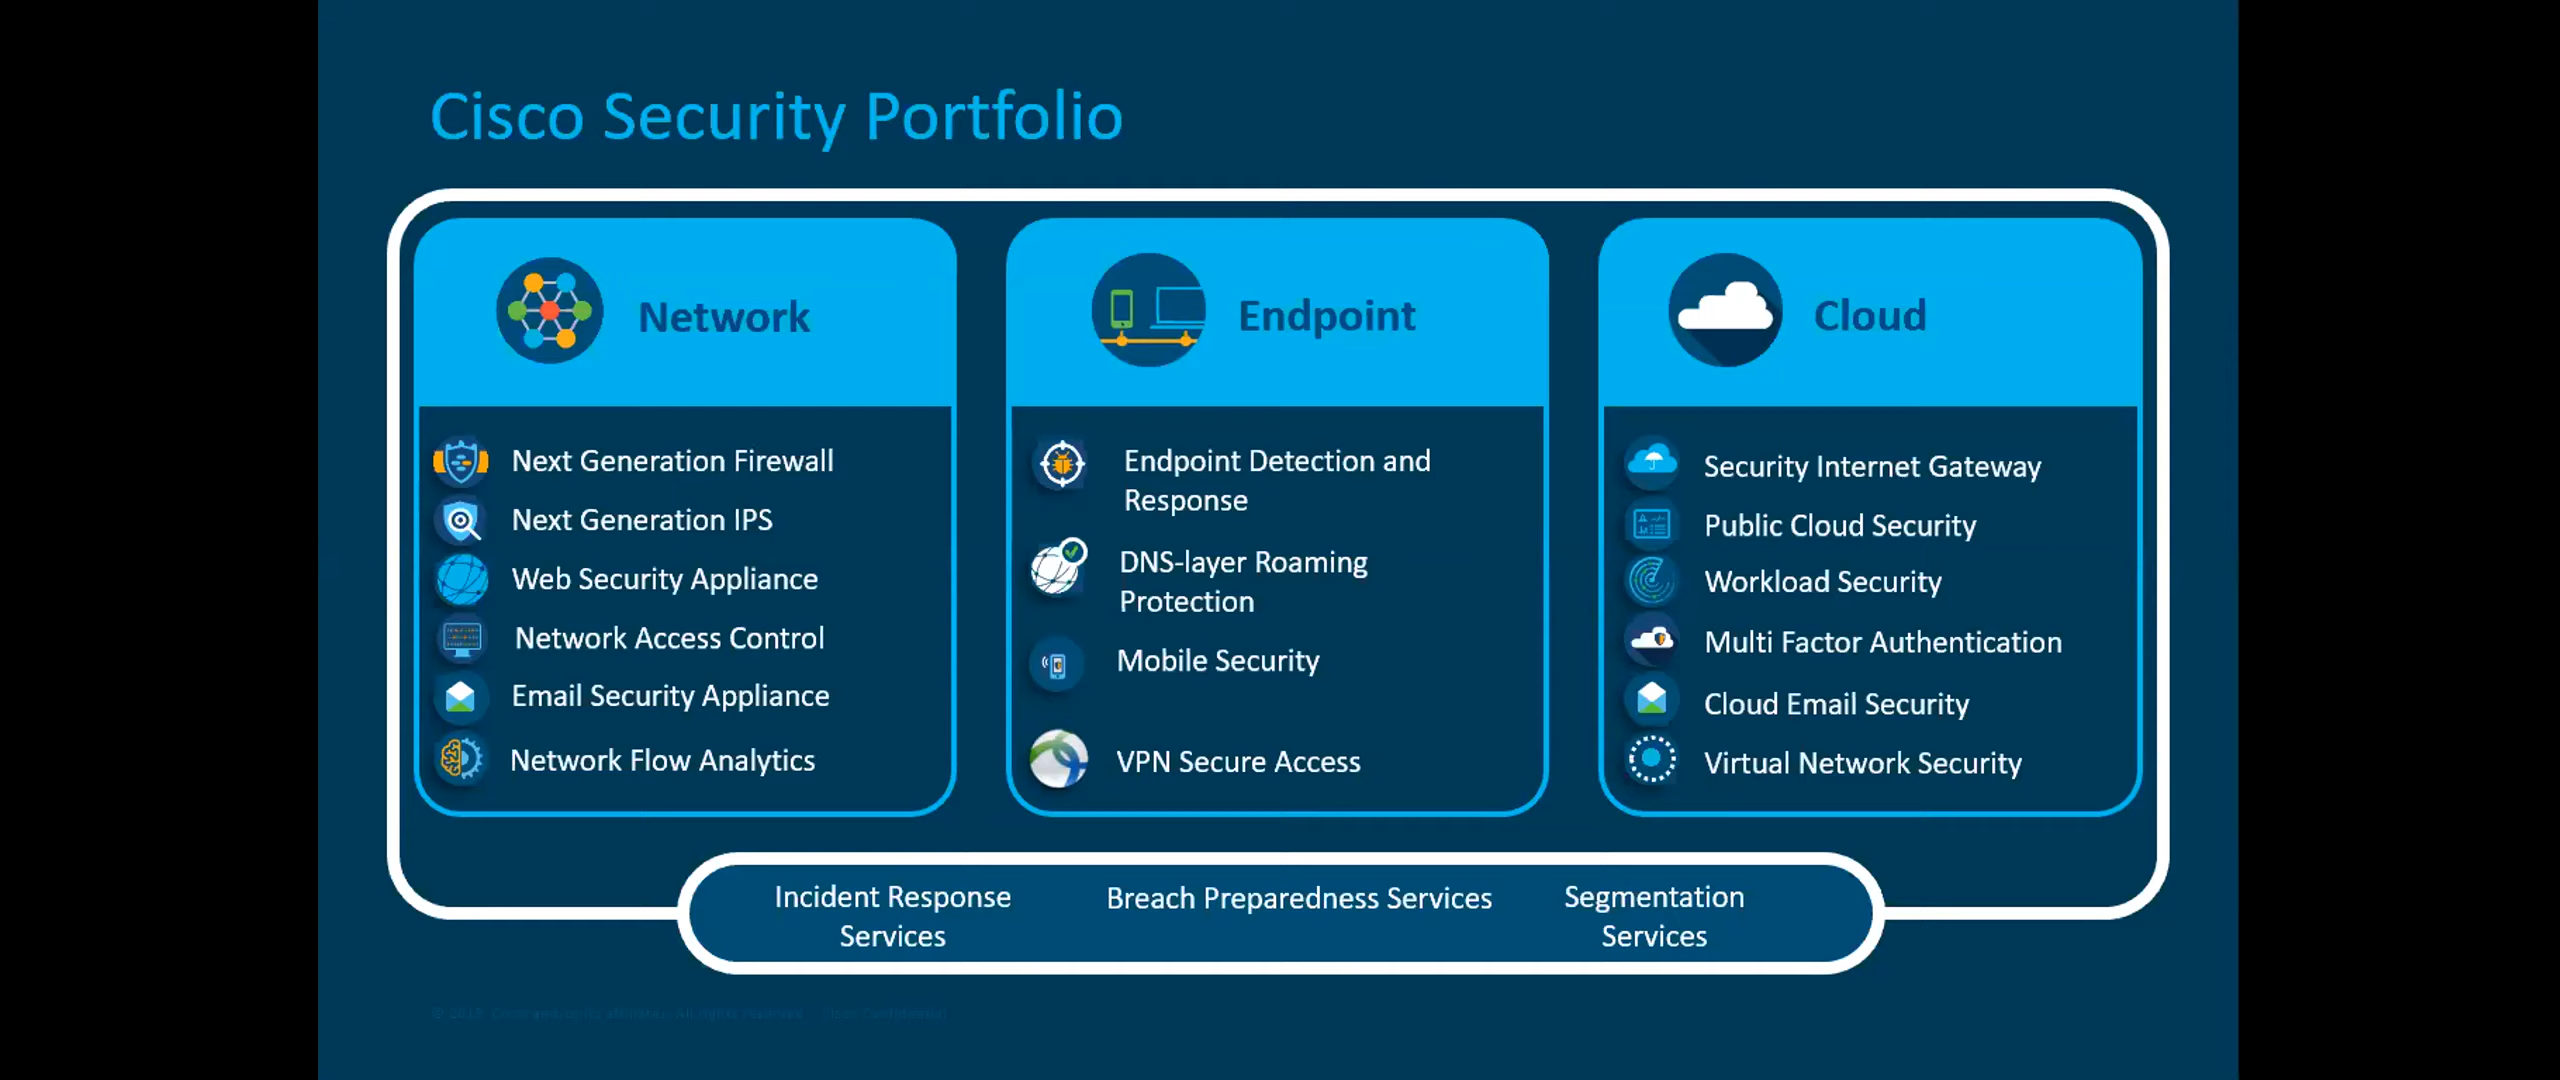 Cisco Security Portfolio
Network
Next Generation Firewall
Next Generation IPS
Web Security Appliance
Network Access Control
Email Security Appliance
Network Flow Analytics
Endpoint
Endpoint Detection and
Response
DNS-layer Roaming
Protection
Mobile Security
VPN Secure Access
Cloud
Security Internet Gateway
Public Cloud Security
Workload Security
Multi Factor Authentication
Cloud Email Security
Virtual Network Security
Incident Response
Services
Breach Preparedness Services
Segmentation
Services